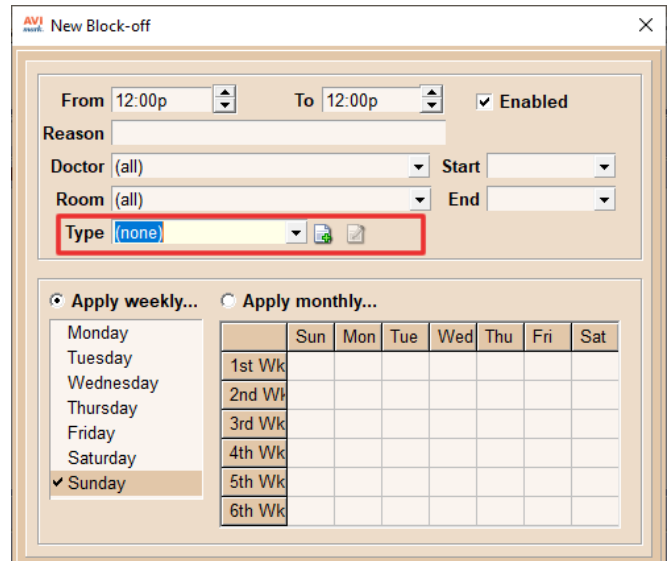 AVI mark. New Block-off
From 12:00p To 12:00p Enabled
Reason
Doctor (all) Start
Room (all) End
Type (none)
Apply weekly... Apply monthly...
Monday
Tuesday
Wednesday
Thursday
Friday
Saturday
Sunday
Sun Mon Tue Wed Thu Fri Sat
1st Wk
2nd Wk
3rd Wk
4th Wk
5th Wk
6th Wk